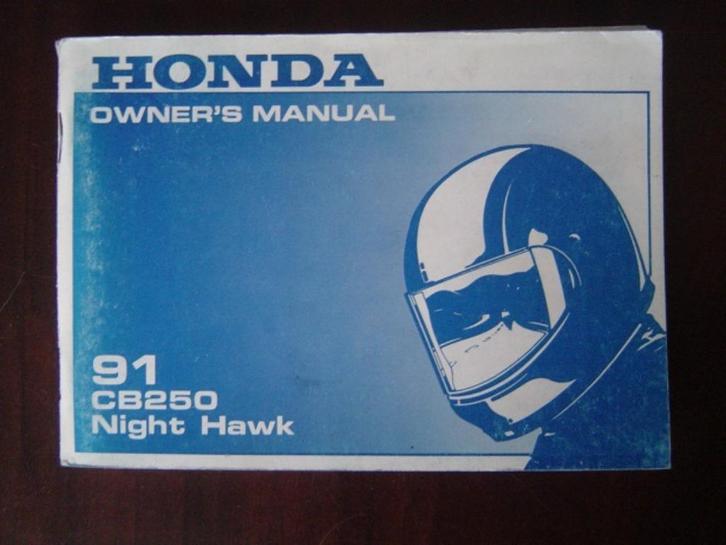 HONDA
OWNER'S MANUAL
91
CB250
Night Hawk